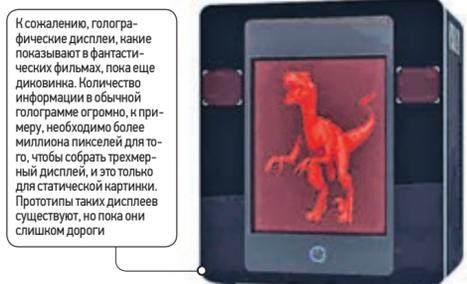 К сожалению, гологра-
фические дисплеи, какие
показывают в фантасти-
ческих фильмах, пока еще
диковинка. Количество
информации в обычной
голограмме огромно, к при-
меру, необходимо более
миллиона пикселей для то-
го, чтобы собрать трехмер-
ный дисплей, и это только
для статической картинки.
Прототипы таких дисплеев
существуют, но пока они
слишком дороги